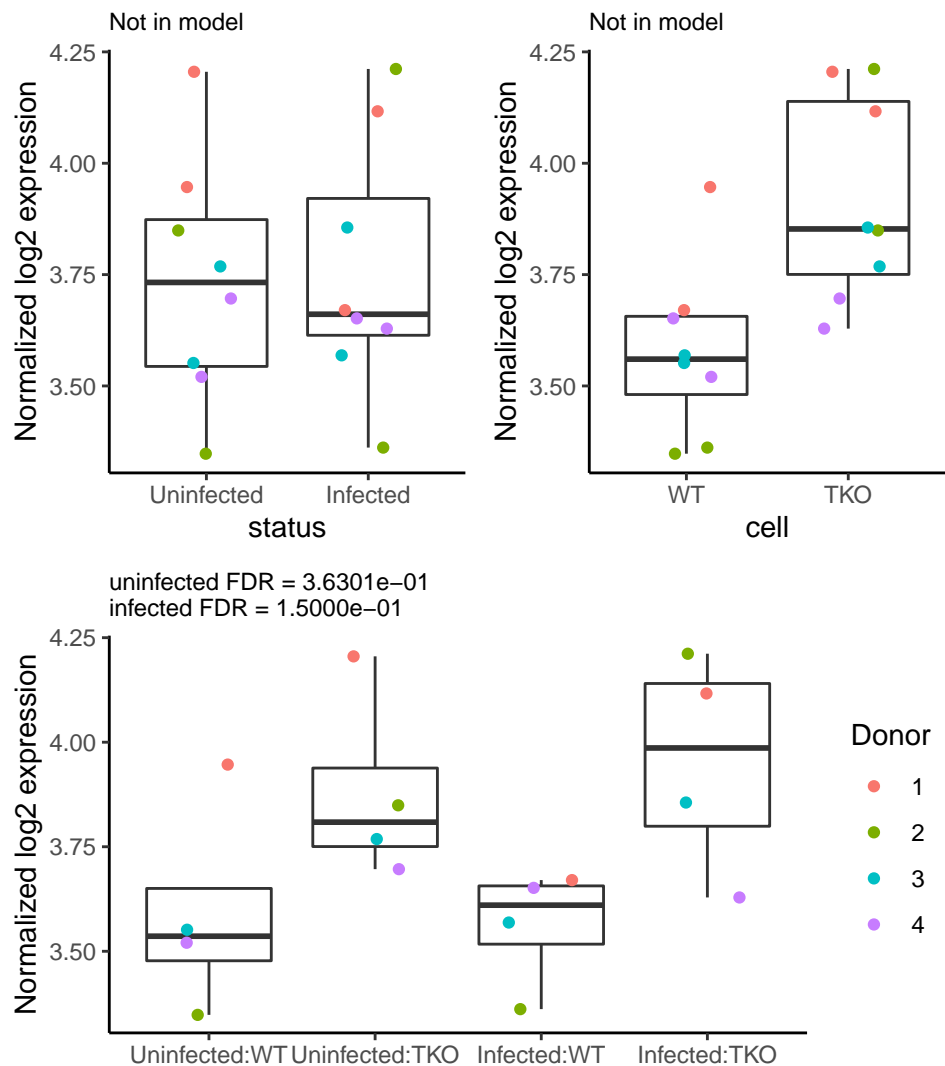 Not in model
Normalized log2 expression
4.25
4.00
3.75
3.50
Uninfected Infected
status
Not in model
Normalized log2 expression
4.25
4.00
3.75
3.50
WT TKO
cell
uninfected FDR = 3.6301e−01
infected FDR = 1.5000e−01
Normalized log2 expression
4.25
4.00
3.75
3.50
Uninfected:WT Uninfected:TKO Infected:WT Infected:TKO
Donor
1
2
3
4